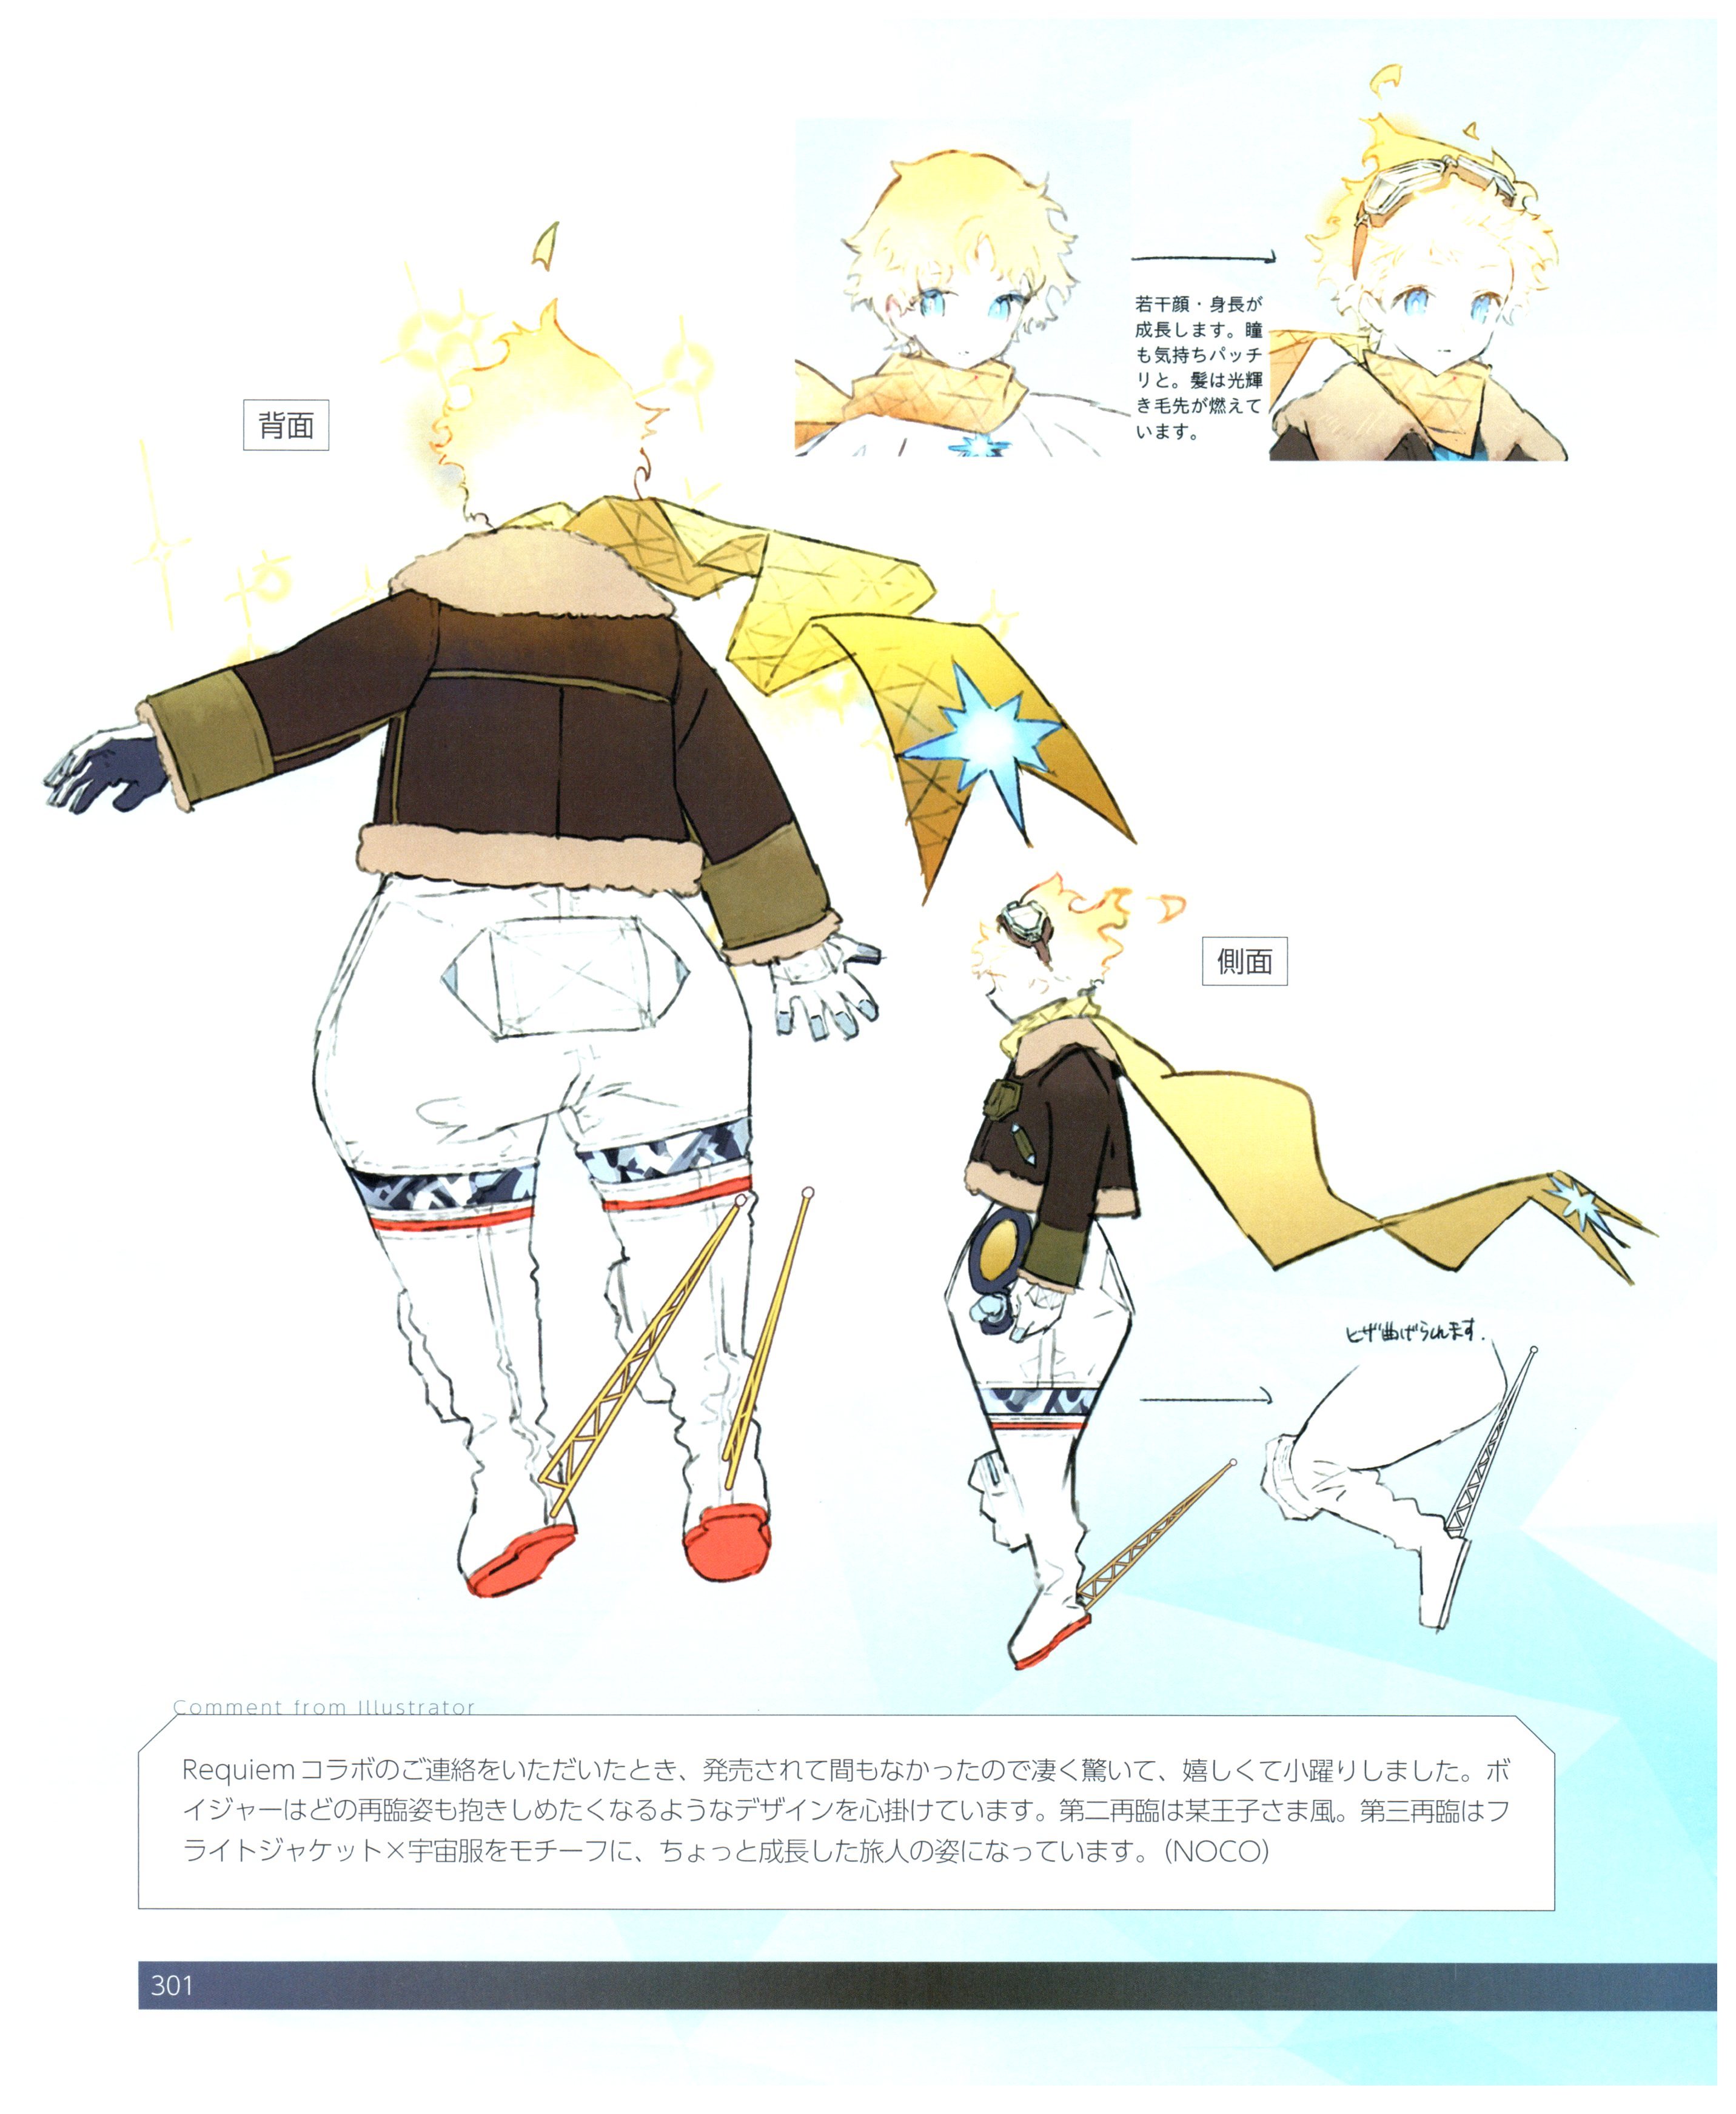 若干顔・身長が
成長します。瞳
も気持ちパッチ
リと。髪は光輝
き毛先が燃えて
います。
背面
側面
ヒザ曲げられます.
Comment from Illustrator
Requiemコラボのご連絡をいただいたとき、発売されて間もなかったので凄く驚いて、嬉しくて小躍りしました。ボ
イジャーはどの再臨姿も抱きしめたくなるようなデザインを心掛けています。第二再臨は某王子さま風。第三再臨はフ
ライトジャケット×宇宙服をモチーフに、ちょっと成長した旅人の姿になっています。(NOCO)
301